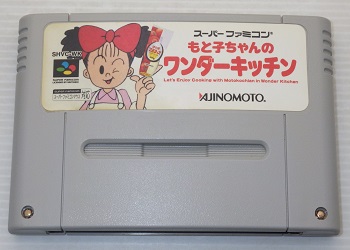 スーパーファミコン®
もと子ちゃんの
ワンダーキッチン
Let's Enjoy Cooking with Motokochan in Wonder Kitchen
AJINOMOTO®
SHVC-WK